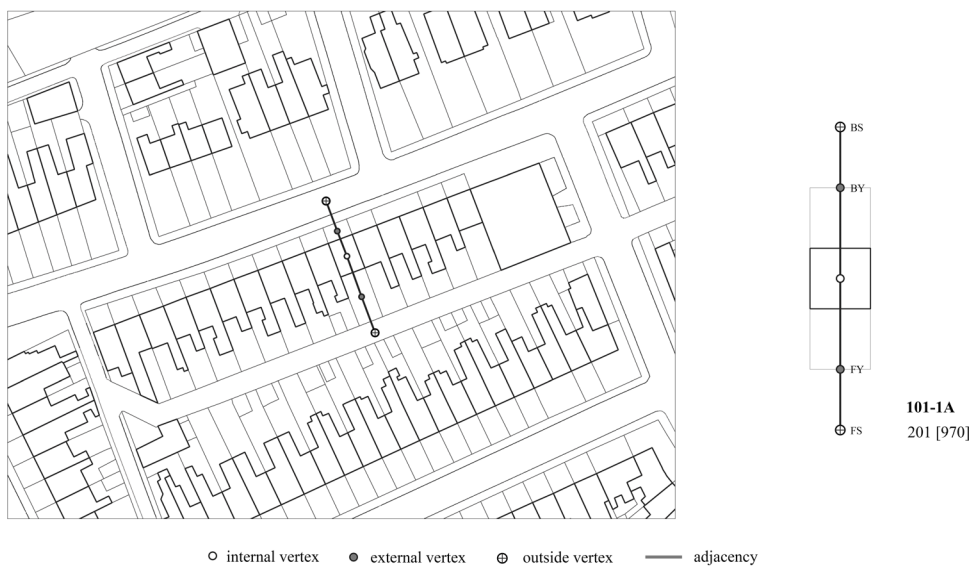 BS
BY
FY
101-1A
201 [970]
FS
internal vertex external vertex outside vertex adjacency